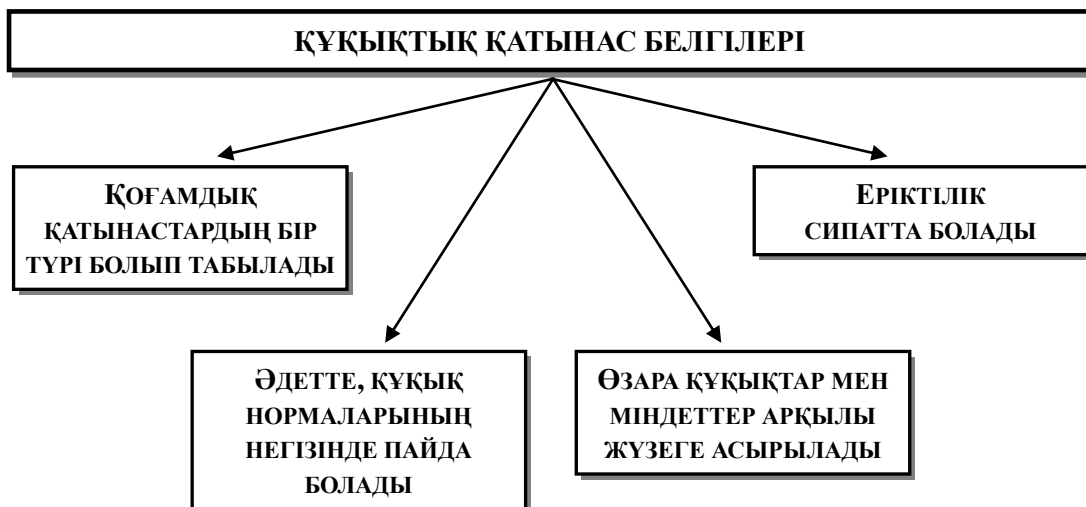 ҚҰҚЫҚТЫҚ ҚАТЫНАС БЕЛГІЛЕРІ
ҚОҒАМДЫҚ
ҚАТЫНАСТАРДЫҢ БІР
ТҮРІ БОЛЫП ТАБЫЛАДЫ
ЕРІКТІЛІК
СИПАТТА БОЛАДЫ
ӘДЕТТЕ, ҚҰҚЫҚ
НОРМАЛАРЫНЫҢ
НЕГІЗІНДЕ ПАЙДА
БОЛАДЫ
ӨЗАРА ҚҰҚЫҚТАР МЕН
МІНДЕТТЕР АРҚЫЛЫ
ЖҮЗЕГЕ АСЫРЫЛАДЫ